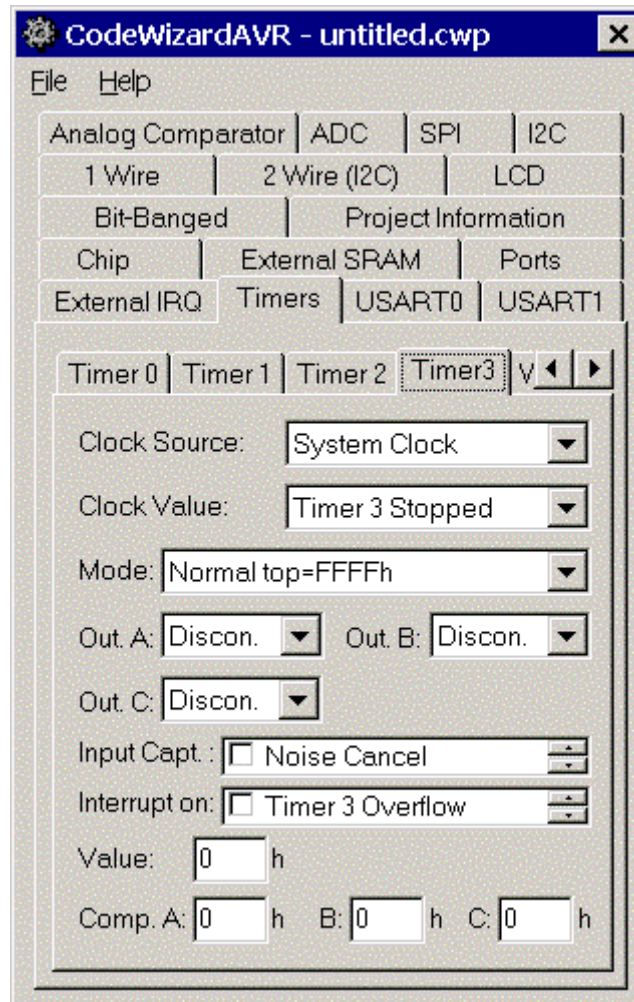 CodeWizardAVR - untitled.cwp
File Help
Analog Comparator ADC SPI I2C
1 Wire 2 Wire (I2C) LCD
Bit-Banged Project Information
Chip External SRAM Ports
External IRQ Timers USART0 USART1
Timer 0 Timer 1 Timer 2 Timer3
Clock Source: System Clock
Clock Value: Timer 3 Stopped
Mode: Normal top=FFFFh
Out. A: Discon. Out. B: Discon.
Out. C: Discon.
Input Capt. : Noise Cancel
Interrupt on: Timer 3 Overflow
Value: 0 h
Comp. A: 0 h B: 0 h C: 0 h